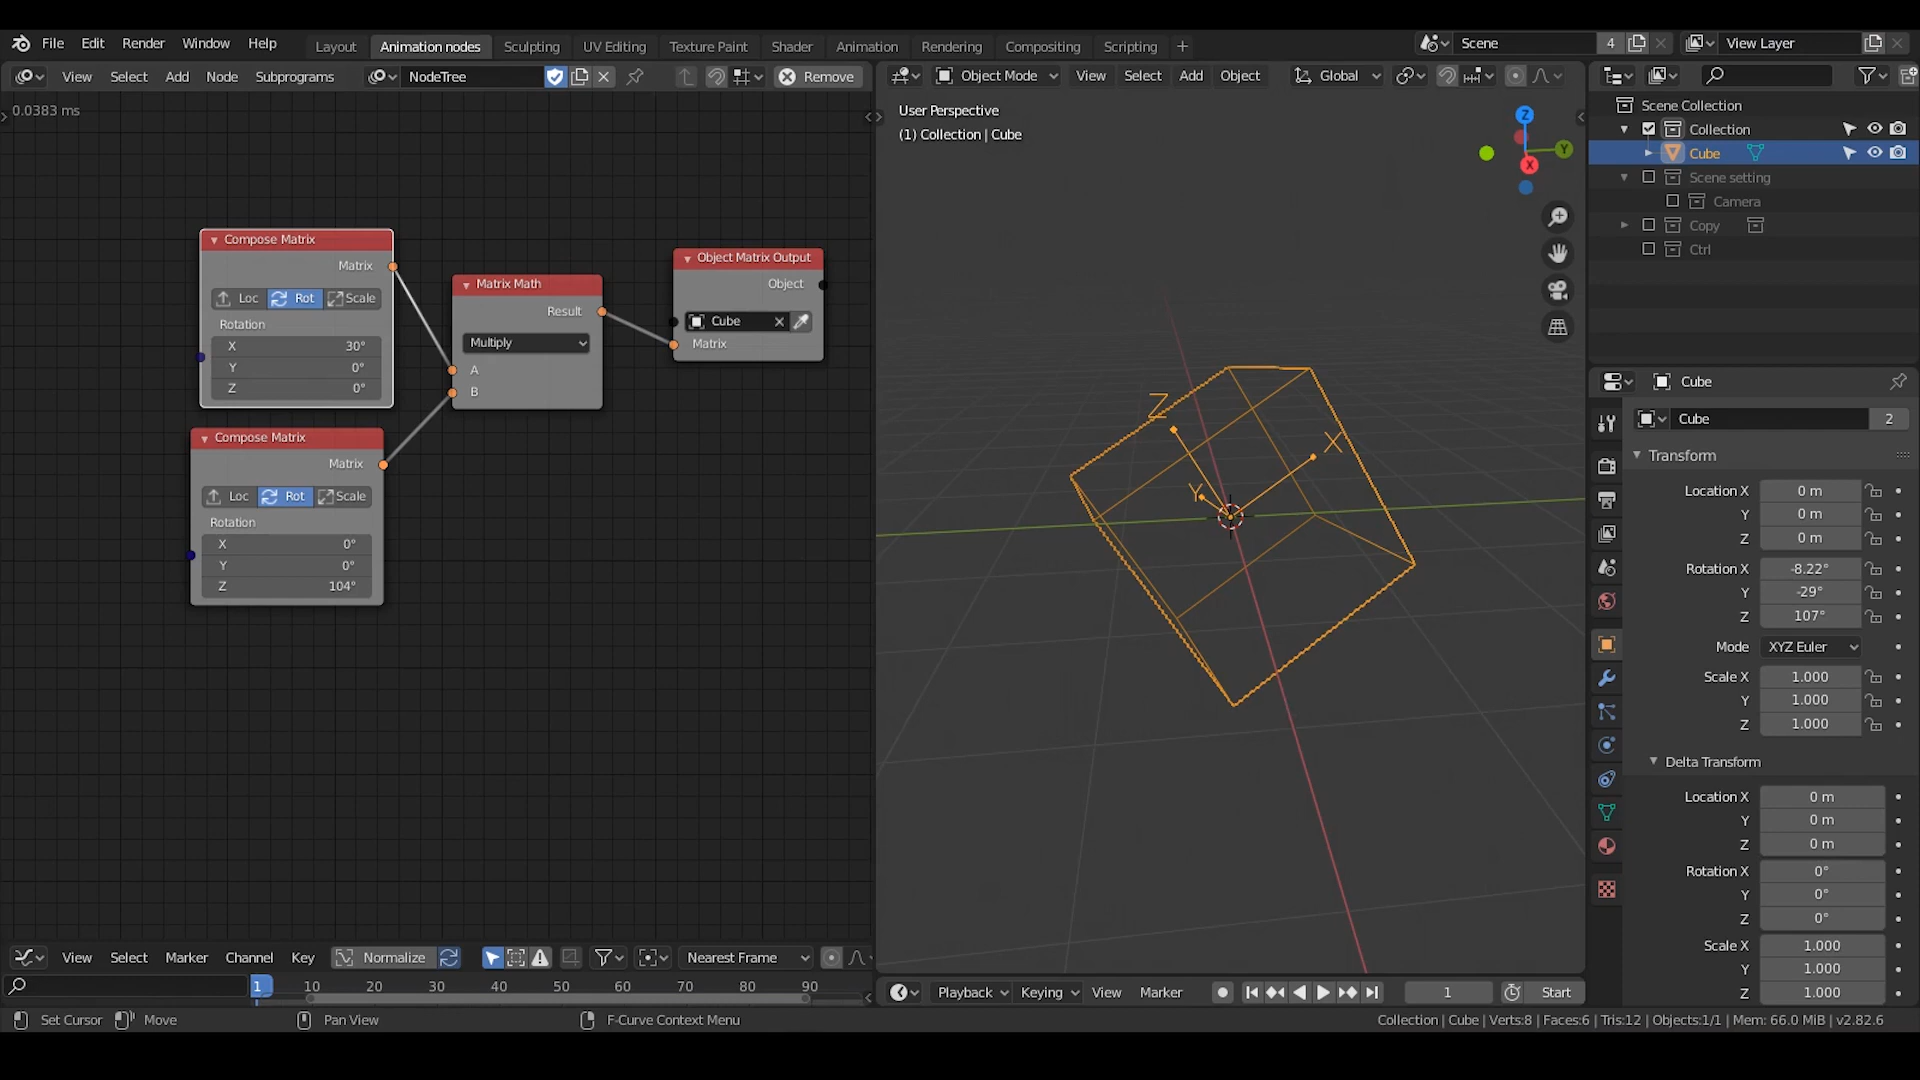 File Edit Render Window Help Layout Animation nodes Sculpting UV Editing Texture Paint Shader Animation Rendering Compositing Scripting + Scene 4 View Layer
View Select Add Node Subprograms NodeTree Remove Object Mode View Select Add Object Global
0.0383 ms
User Perspective
(1) Collection | Cube
Z
Y
X
Compose Matrix
Matrix
Loc Rot Scale
Rotation
X 30°
Y 0°
Z 0°
Compose Matrix
Matrix
Loc Rot Scale
Rotation
X 0°
Y 0°
Z 104°
Matrix Math
Result
Multiply
A
B
Object Matrix Output
Object
Cube
Matrix
Z
X
Y
Scene Collection
Collection
Cube
Scene setting
Camera
Copy
Ctrl
Cube
Cube 2
Transform
Location X 0 m
Y 0 m
Z 0 m
Rotation X -8.22°
Y -29°
Z 107°
Mode XYZ Euler
Scale X 1.000
Y 1.000
Z 1.000
Delta Transform
Location X 0 m
Y 0 m
Z 0 m
Rotation X 0°
Y 0°
Z 0°
Scale X 1.000
Y 1.000
Z 1.000
View Select Marker Channel Key Normalize Nearest Frame
1 10 20 30 40 50 60 70 80 90
Playback Keying View Marker 1 Start
Set Cursor Move Pan View F-Curve Context Menu Collection | Cube | Verts:8 | Faces:6 | Tris:12 | Objects:1/1 | Mem: 66.0 MiB | v2.82.6